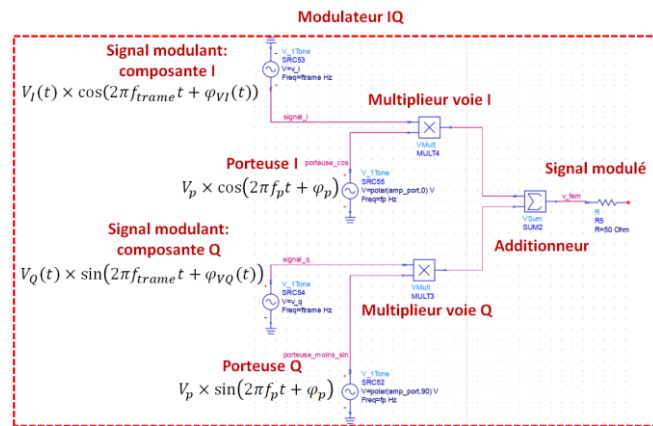 Modulateur IQ
Signal modulant:
composante I
V_I(t) × cos(2πf_trame t + φ_VI(t))
V_1Tone
SRC53
V=v_i
Freq=ftrame Hz
signal_i
Multiplieur voie I
VMult
MULT4
porteuse_cos
Porteuse I
V_p × cos(2πf_p t + φ_p)
V_1Tone
SRC55
V=polar(amp_port,0) V
Freq=fp Hz
Signal modulé
v_fem
VSum
SUM2
R
R5
R=50 Ohm
Additionneur
Signal modulant:
composante Q
V_Q(t) × sin(2πf_trame t + φ_VQ(t))
signal_q
V_1Tone
SRC54
V=v_q
Freq=ftrame Hz
VMult
MULT3
Multiplieur voie Q
porteuse_moins_sin
Porteuse Q
V_p × sin(2πf_p t + φ_p)
V_1Tone
SRC52
V=polar(amp_port,90) V
Freq=fp Hz